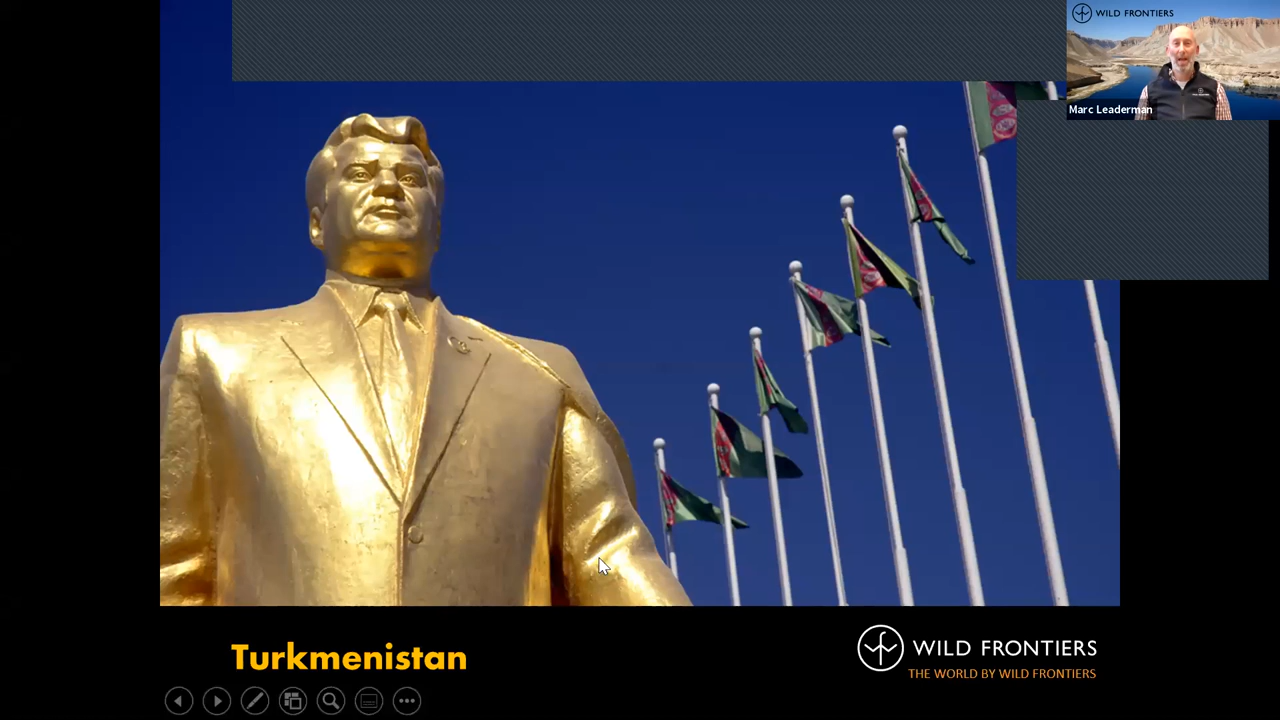 WILD FRONTIERS
Marc Leaderman
Turkmenistan
WILD FRONTIERS
THE WORLD BY WILD FRONTIERS